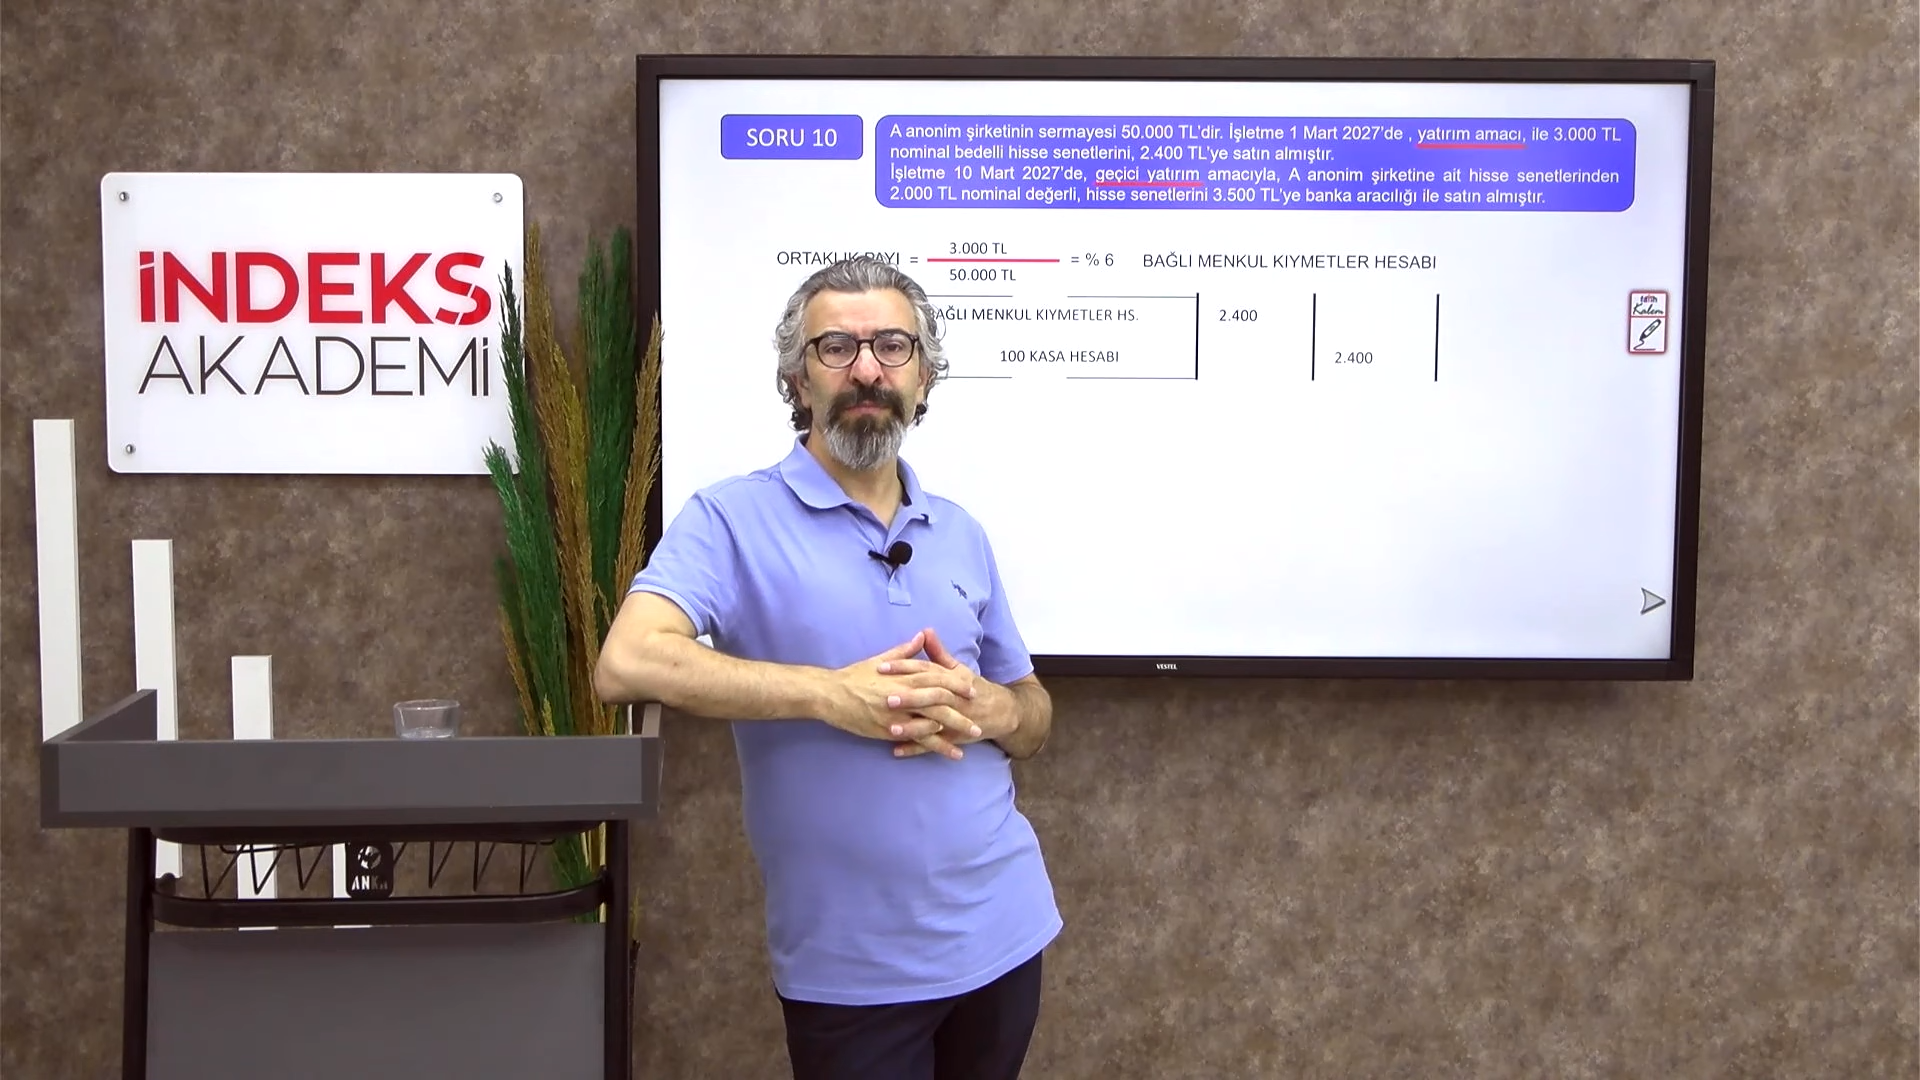 İNDEKS
AKADEMİ
SORU 10
A anonim şirketinin sermayesi 50.000 TL'dir. İşletme 1 Mart 2027'de , yatırım amacı, ile 3.000 TL
nominal bedelli hisse senetlerini, 2.400 TL'ye satın almıştır.
İşletme 10 Mart 2027'de, geçici yatırım amacıyla, A anonim şirketine ait hisse senetlerinden
2.000 TL nominal değerli, hisse senetlerini 3.500 TL'ye banka aracılığı ile satın almıştır.
ORTAKLIK PAYI = 3.000 TL
50.000 TL
= % 6 BAĞLI MENKUL KIYMETLER HESABI
BAĞLI MENKUL KIYMETLER HS. 2.400
100 KASA HESABI 2.400
fatih
Kalem
VESTEL